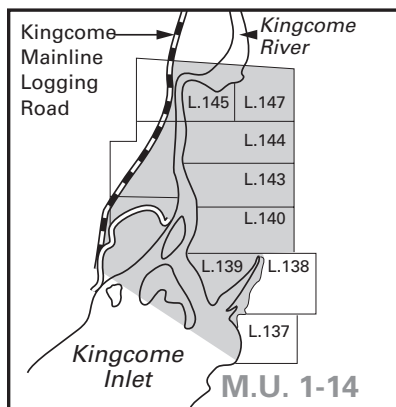 Kingcome
Mainline
Logging
Road
Kingcome
River
L.145
L.147
L.144
L.143
L.140
L.139
L.138
L.137
Kingcome
Inlet
M.U. 1-14